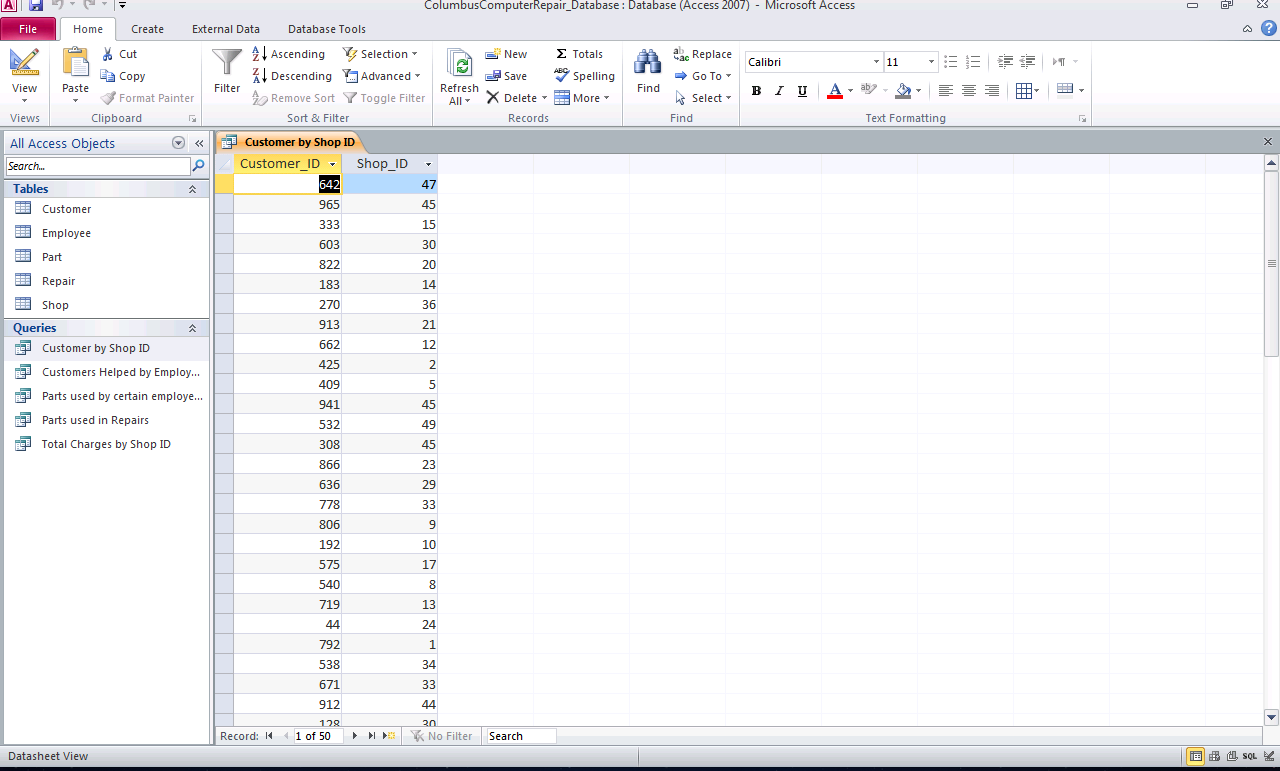 ColumbusComputerRepair_Database : Database (Access 2007) - Microsoft Access
File Home Create External Data Database Tools
View
Views
Paste
Cut
Copy
Format Painter
Clipboard
Filter
Ascending
Descending
Remove Sort
Selection
Advanced
Toggle Filter
Sort & Filter
Refresh
All
New
Save
Delete
Totals
Spelling
More
Records
Find
Replace
Go To
Select
Find
Calibri 11
B I U A ab
Text Formatting
All Access Objects
Search...
Tables
Customer
Employee
Part
Repair
Shop
Queries
Customer by Shop ID
Customers Helped by Employ...
Parts used by certain employe...
Parts used in Repairs
Total Charges by Shop ID
Customer by Shop ID
Customer_ID Shop_ID
642 47
965 45
333 15
603 30
822 20
183 14
270 36
913 21
662 12
425 2
409 5
941 45
532 49
308 45
866 23
636 29
778 33
806 9
192 10
575 17
540 8
719 13
44 24
792 1
538 34
671 33
912 44
128 30
Record: 1 of 50 No Filter Search
Datasheet View SQL